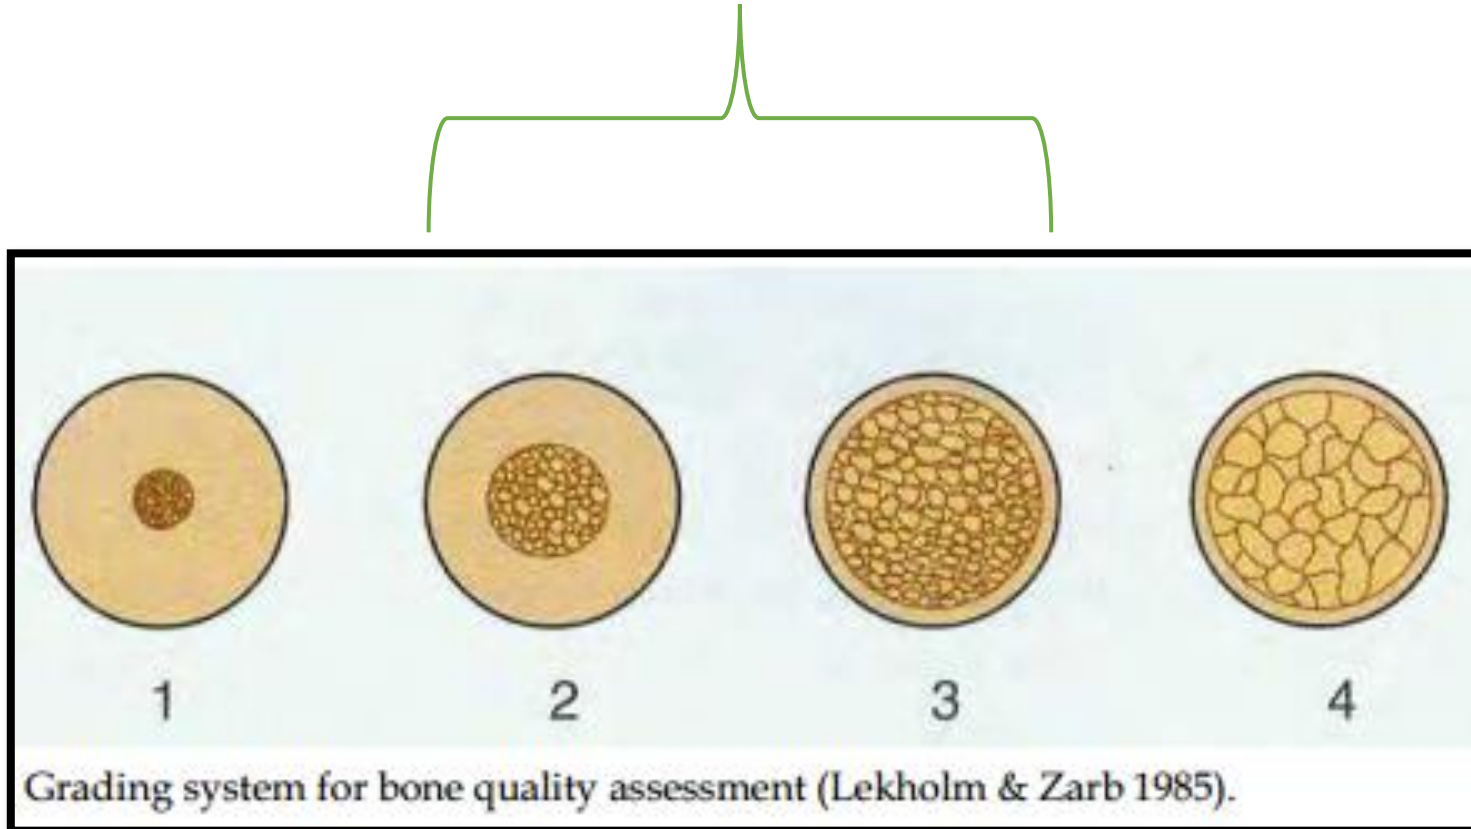 1 2 3 4
Grading system for bone quality assessment (Lekholm & Zarb 1985).